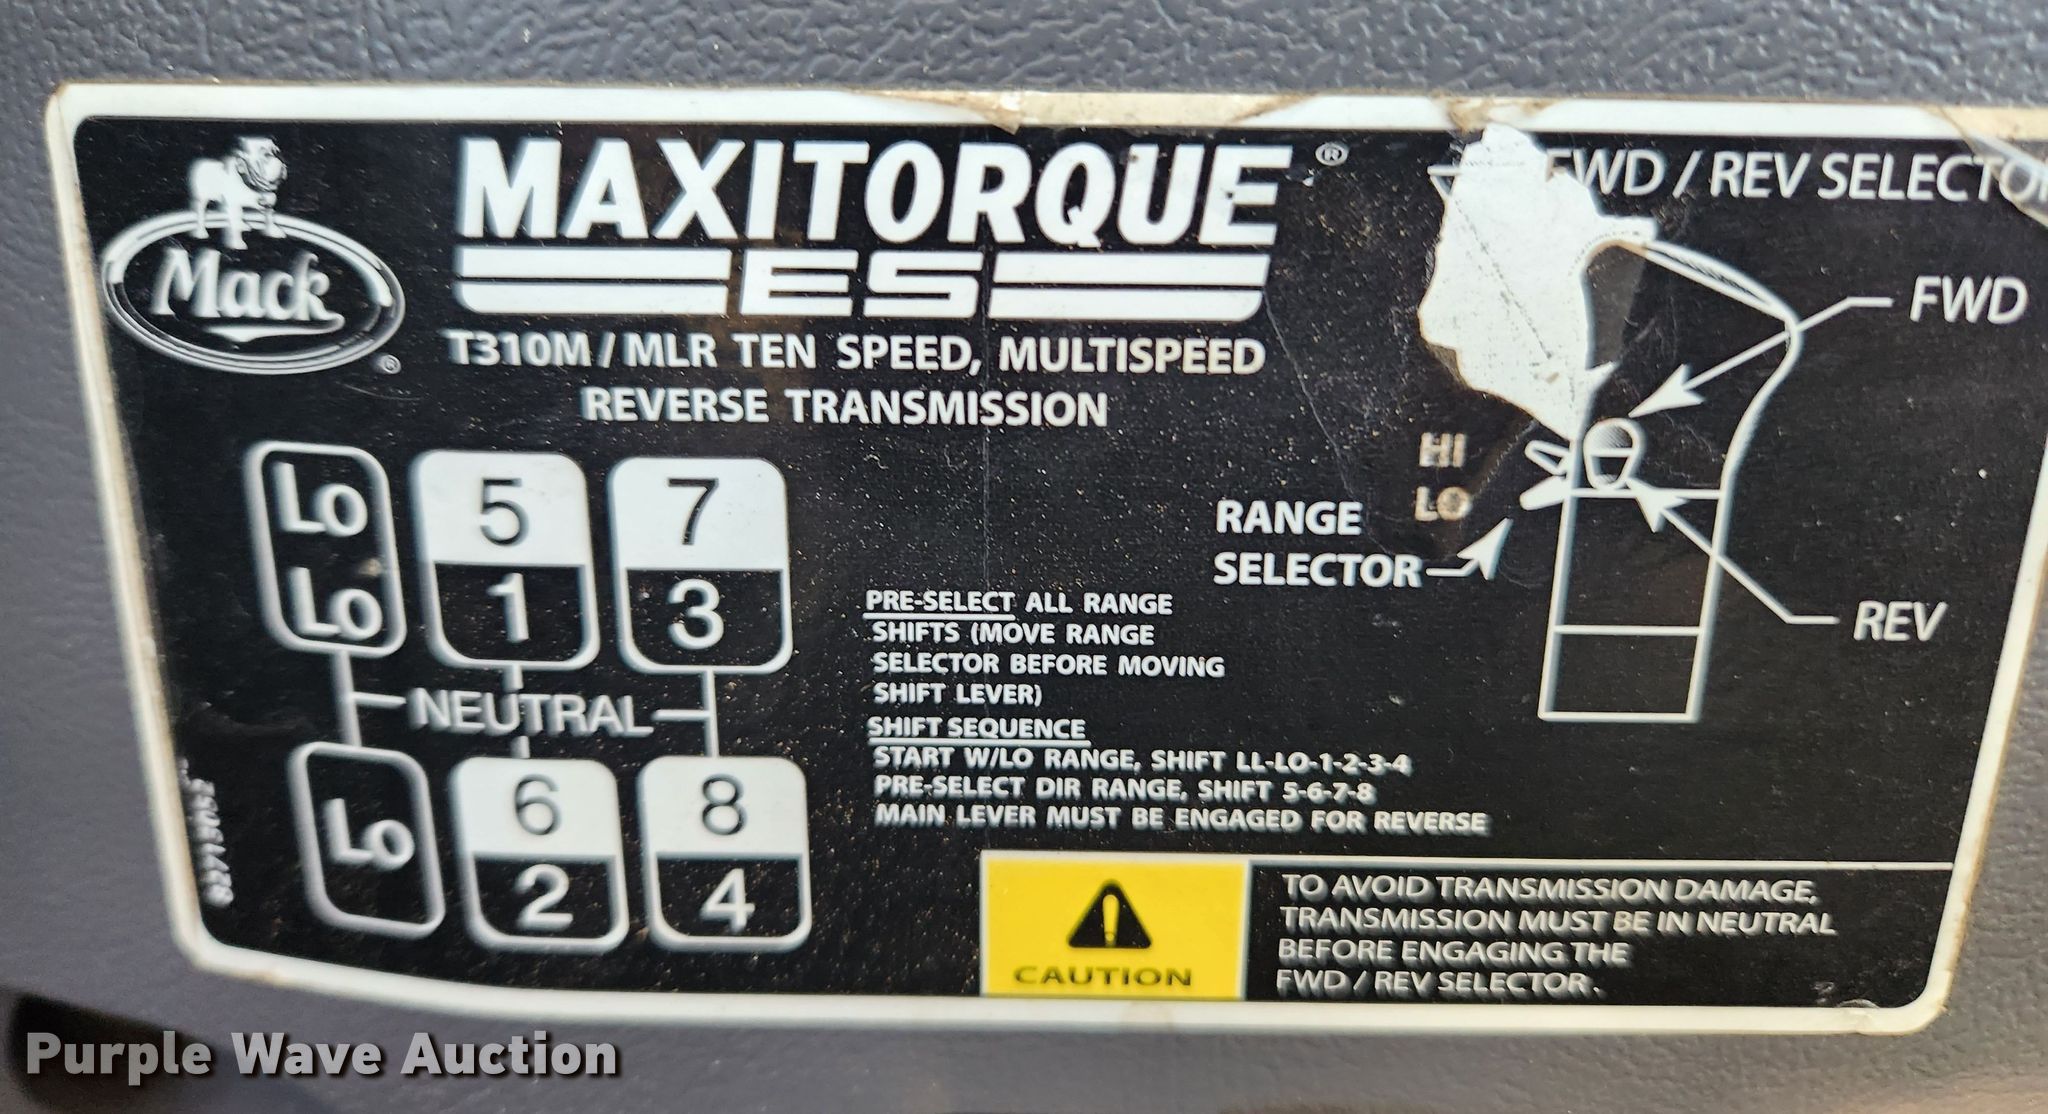 Mack ®
MAXITORQUE ®
ES
T310M / MLR TEN SPEED, MULTISPEED
REVERSE TRANSMISSION
FWD / REV SELECTOR
FWD
HI
LO
RANGE
SELECTOR
REV
Lo
Lo
5
1
7
3
NEUTRAL
Lo
6
2
8
4
PRE-SELECT ALL RANGE
SHIFTS (MOVE RANGE
SELECTOR BEFORE MOVING
SHIFT LEVER)
SHIFT SEQUENCE
START W/LO RANGE, SHIFT LL-LO-1-2-3-4
PRE-SELECT DIR RANGE, SHIFT 5-6-7-8
MAIN LEVER MUST BE ENGAGED FOR REVERSE
CAUTION
TO AVOID TRANSMISSION DAMAGE,
TRANSMISSION MUST BE IN NEUTRAL
BEFORE ENGAGING THE
FWD / REV SELECTOR.
Purple Wave Auction